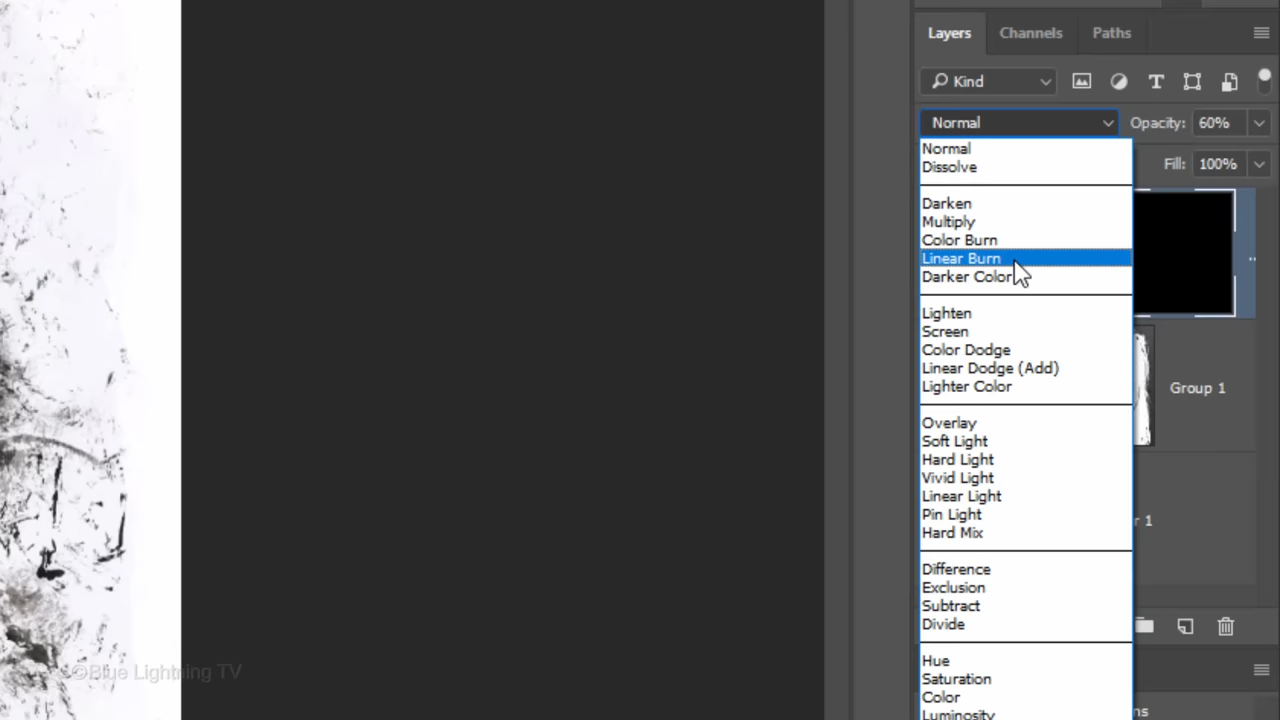 Layers Channels Paths
Kind
Normal Opacity: 60%
Fill: 100%
Normal
Dissolve
Darken
Multiply
Color Burn
Linear Burn
Darker Color
Lighten
Screen
Color Dodge
Linear Dodge (Add)
Lighter Color
Overlay
Soft Light
Hard Light
Vivid Light
Linear Light
Pin Light
Hard Mix
Difference
Exclusion
Subtract
Divide
Hue
Saturation
Color
Luminosity
Group 1
r 1
ns
©Blue Lightning TV